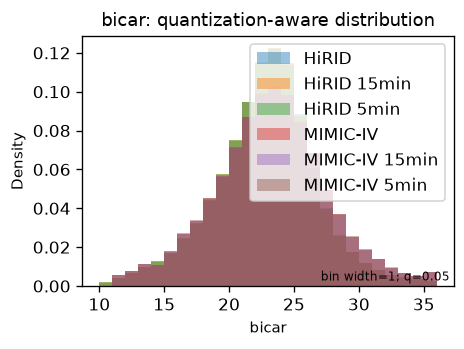 bicar: quantization-aware distribution
Density
0.12
0.10
0.08
0.06
0.04
0.02
0.00
HiRID
HiRID 15min
HiRID 5min
MIMIC-IV
MIMIC-IV 15min
MIMIC-IV 5min
bin width=1; q=0.05
10 15 20 25 30 35
bicar